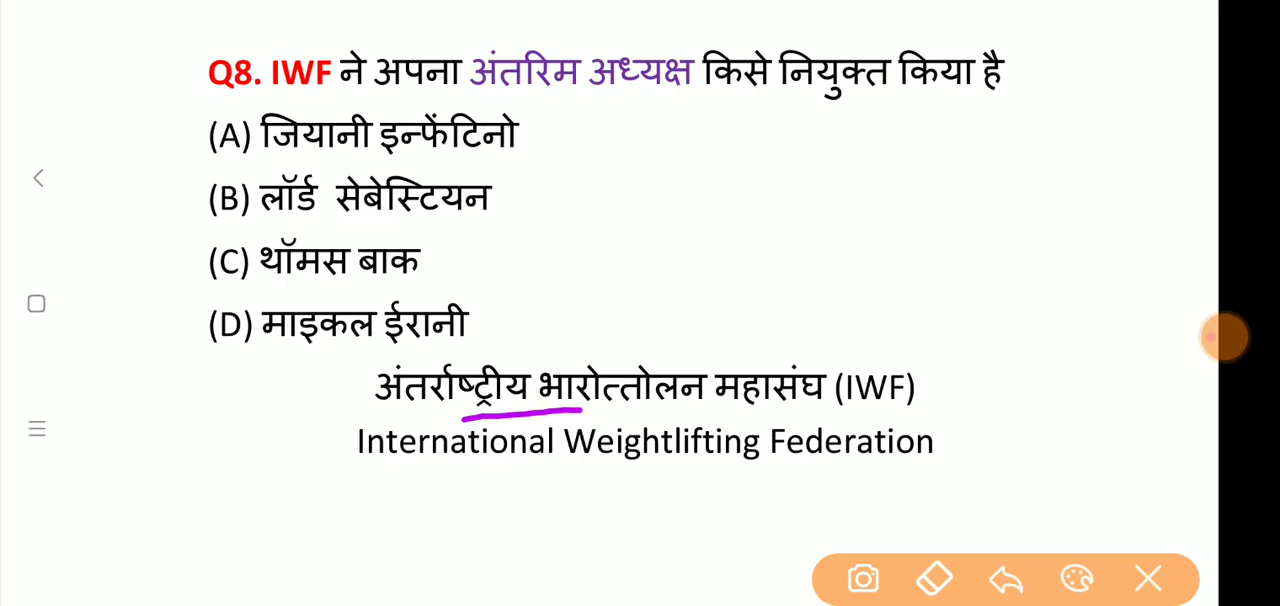 Q8. IWF ने अपना अंतरिम अध्यक्ष किसे नियुक्त किया है
(A) जियानी इन्फेंटिनो
(B) लॉर्ड सेबेस्टियन
(C) थॉमस बाक
(D) माइकल ईरानी
अंतर्राष्ट्रीय भारोत्तोलन महासंघ (IWF)
International Weightlifting Federation